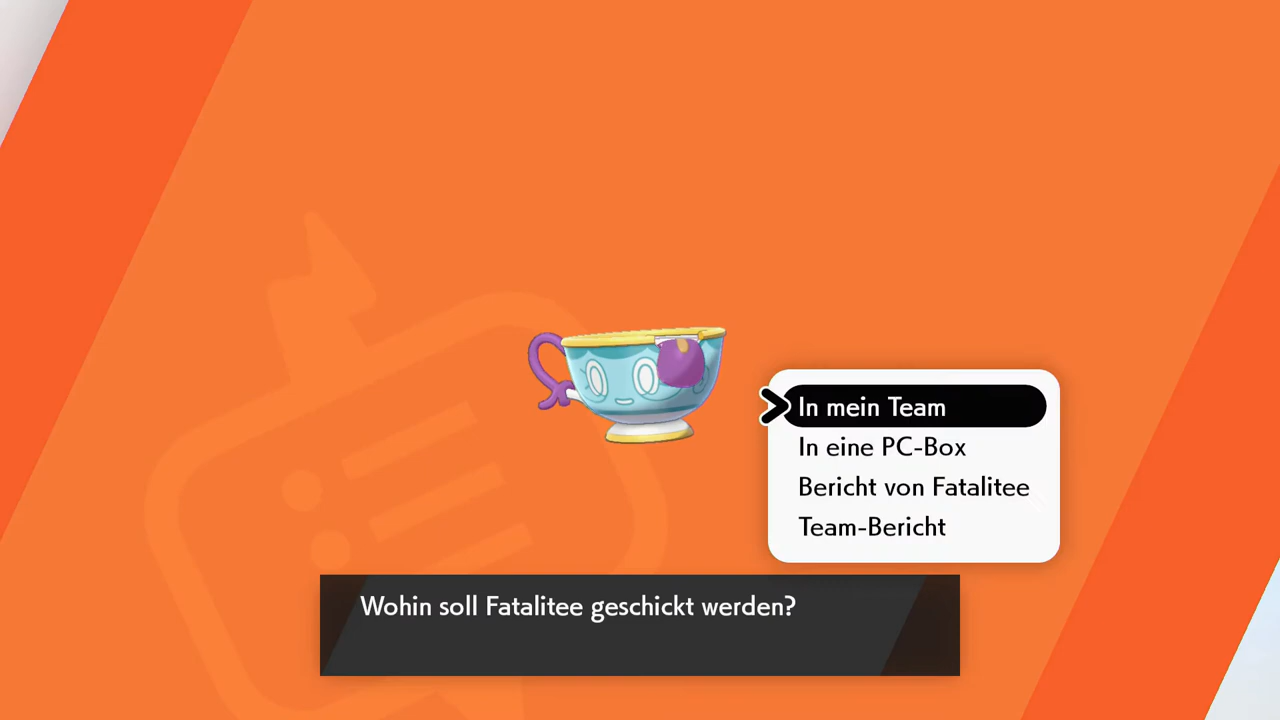 In mein Team
In eine PC-Box
Bericht von Fatalitee
Team-Bericht
Wohin soll Fatalitee geschickt werden?